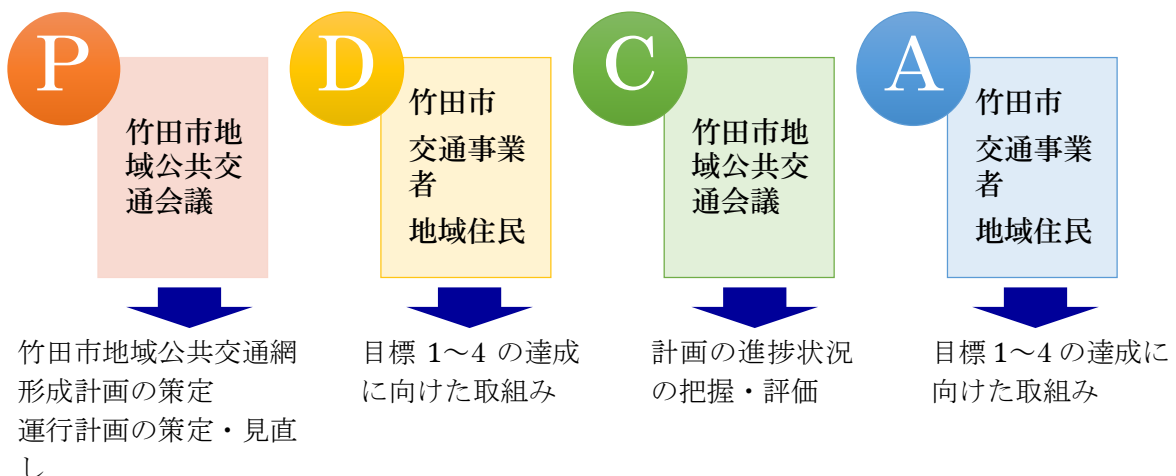 P
竹田市地
域公共交
通会議
竹田市地域公共交通網
形成計画の策定
運行計画の策定・見直
し
D
竹田市
交通事業
者
地域住民
目標 1～4 の達成
に向けた取組み
C
竹田市地
域公共交
通会議
計画の進捗状況
の把握・評価
A
竹田市
交通事業
者
地域住民
目標 1～4 の達成に
向けた取組み